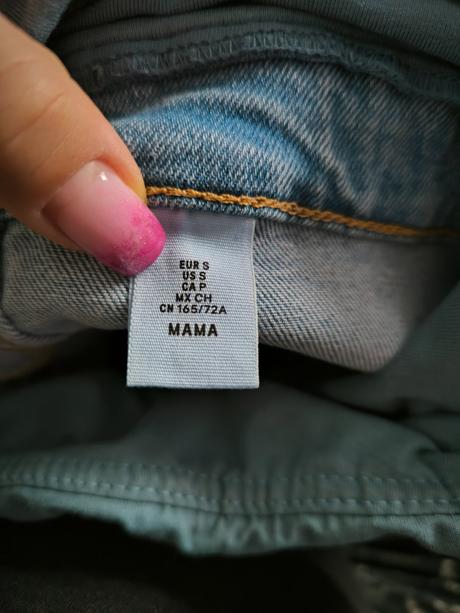 EUR S
US S
CA P
MX CH
CN 165/72A
MAMA